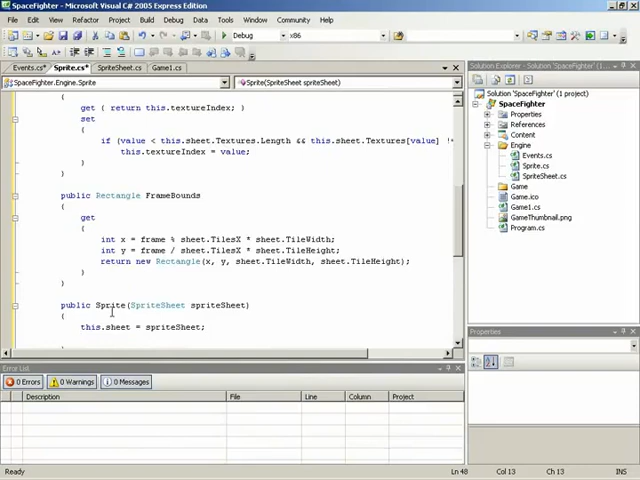 SpaceFighter - Microsoft Visual C# 2005 Express Edition
File Edit View Refactor Project Build Debug Data Tools Window Community Help
Debug x86
Events.cs* Sprite.cs* SpriteSheet.cs Game1.cs
SpaceFighter.Engine.Sprite Sprite(SpriteSheet spriteSheet)
{
get { return this.textureIndex; }
set
{
if (value < this.sheet.Textures.Length && this.sheet.Textures[value] !
this.textureIndex = value;
}
}
public Rectangle FrameBounds
{
get
{
int x = frame % sheet.TilesX * sheet.TileWidth;
int y = frame / sheet.TilesX * sheet.TileHeight;
return new Rectangle(x, y, sheet.TileWidth, sheet.TileHeight);
}
}
public Sprite(SpriteSheet spriteSheet)
{
this.sheet = spriteSheet;
Solution Explorer - SpaceFighter
Solution 'SpaceFighter' (1 project)
SpaceFighter
Properties
References
Content
Engine
Events.cs
Sprite.cs
SpriteSheet.cs
Game
Game.ico
Game1.cs
GameThumbnail.png
Program.cs
Properties
Error List
0 Errors 0 Warnings 0 Messages
Description File Line Column Project
Ready Ln 48 Col 13 Ch 13 INS